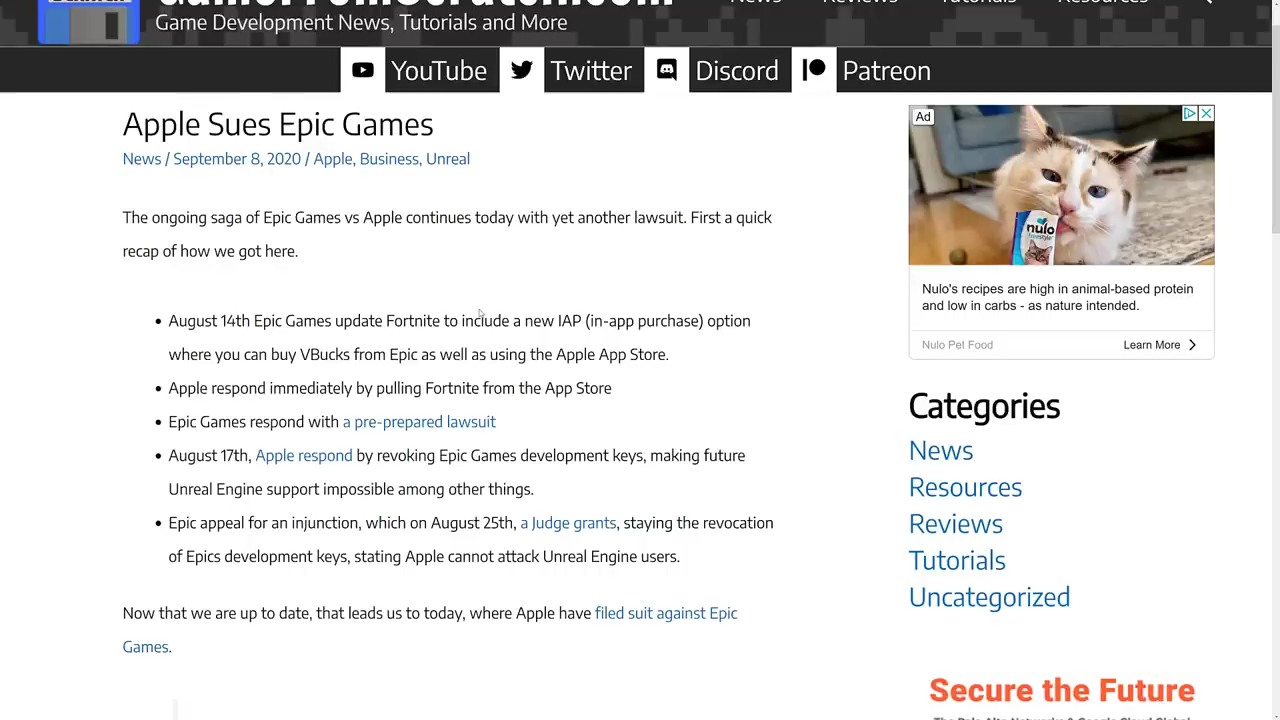 Game Development News, Tutorials and More
YouTube
Twitter
Discord
Patreon
Apple Sues Epic Games
News / September 8, 2020 / Apple, Business, Unreal
The ongoing saga of Epic Games vs Apple continues today with yet another lawsuit. First a quick
recap of how we got here.
• August 14th Epic Games update Fortnite to include a new IAP (in-app purchase) option
where you can buy VBucks from Epic as well as using the Apple App Store.
• Apple respond immediately by pulling Fortnite from the App Store
• Epic Games respond with a pre-prepared lawsuit
• August 17th, Apple respond by revoking Epic Games development keys, making future
Unreal Engine support impossible among other things.
• Epic appeal for an injunction, which on August 25th, a Judge grants, staying the revocation
of Epics development keys, stating Apple cannot attack Unreal Engine users.
Now that we are up to date, that leads us to today, where Apple have filed suit against Epic
Games.
Ad
nulo
freestyle
Nulo's recipes are high in animal-based protein
and low in carbs - as nature intended.
Nulo Pet Food
Learn More
Categories
News
Resources
Reviews
Tutorials
Uncategorized
Secure the Future